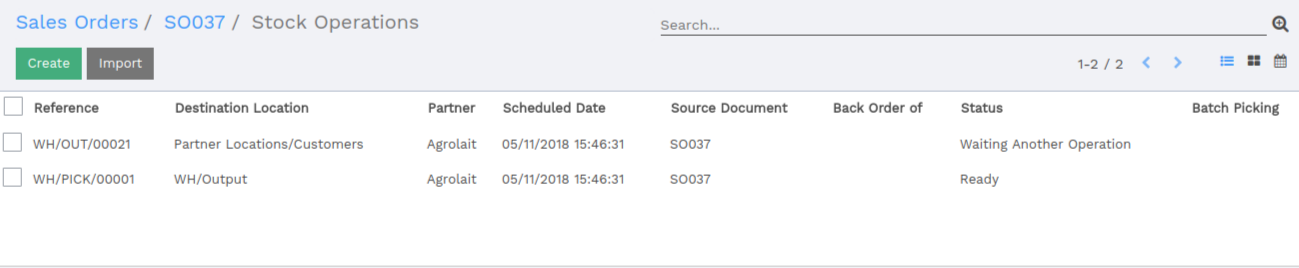 Sales Orders / SO037 / Stock Operations
Search...
Create Import
1-2 / 2
Reference Destination Location Partner Scheduled Date Source Document Back Order of Status Batch Picking
WH/OUT/00021 Partner Locations/Customers Agrolait 05/11/2018 15:46:31 SO037 Waiting Another Operation
WH/PICK/00001 WH/Output Agrolait 05/11/2018 15:46:31 SO037 Ready